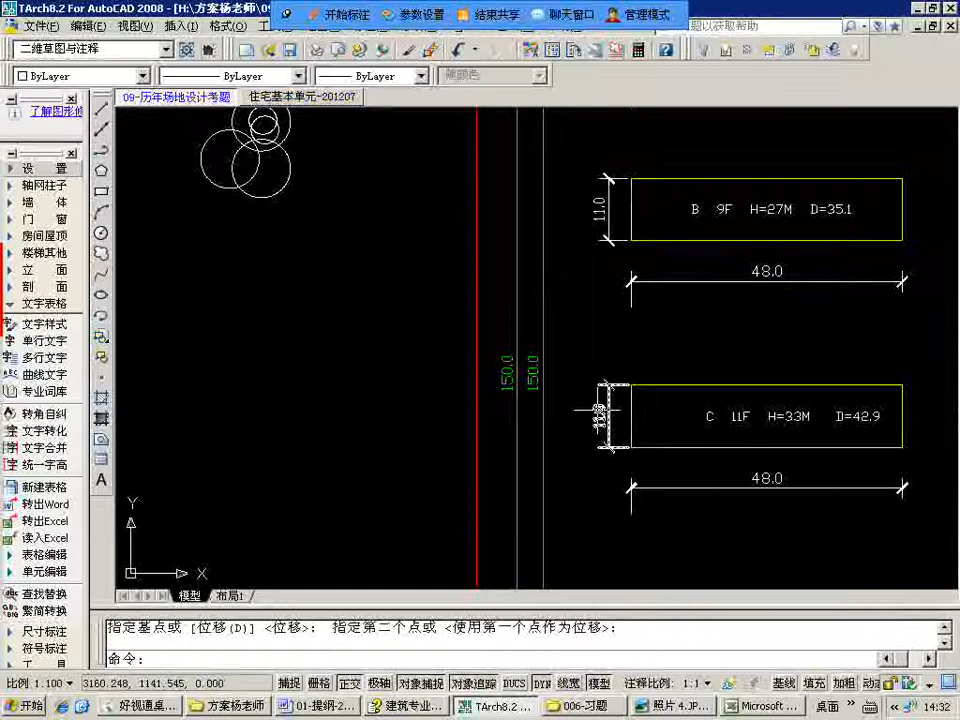 TArch8.2 For AutoCAD 2008 - [H:\方案杨老师\09
开始标注 参数设置 结束共享 聊天窗口 管理模式
文件(F) 编辑(E) 视图(V) 插入(I) 格式(O)
题以获取帮助
二维草图与注释
ByLayer ByLayer ByLayer 随颜色
09-历年场地设计考题 住宅基本单元-201207
了解图形修
设 置
轴网柱子
墙 体
门 窗
房间屋顶
楼梯其他
立 面
剖 面
文字表格
文字样式
单行文字
多行文字
曲线文字
专业词库
转角自纠
文字转化
文字合并
统一字高
新建表格
转出Word
转出Excel
读入Excel
表格编辑
单元编辑
查找替换
繁简转换
尺寸标注
符号标注
工 具
11.0
B 9F H=27M D=35.1
48.0
150.0
150.0
C 11F H=33M D=42.9
48.0
Y
X
模型 布局1
指定基点或 [位移(D)] <位移>: 指定第二个点或 <使用第一个点作为位移>:
命令:
比例 1:100 3160.248, 1141.545, 0.000 捕捉 栅格 正交 极轴 对象捕捉 对象追踪 DUCS DYN 线宽 模型 注释比例: 1:1 基线 填充 加粗 动态
开始 好视通桌... 方案杨老师 01-提纲-2... 建筑专业... TArch8.2 ... 006-习题 照片 4.JP... Microsoft ... 桌面 14:32